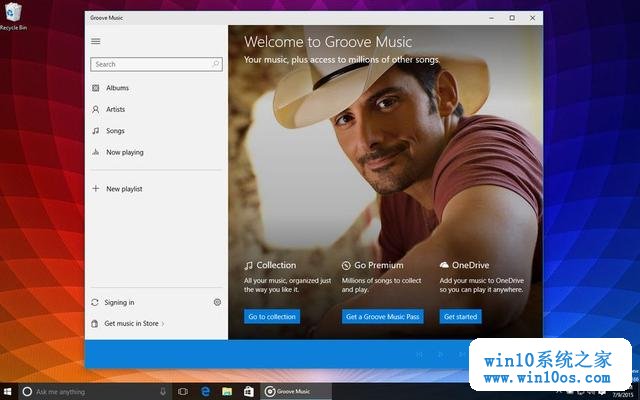 Recycle Bin
Groove Music
Search
Albums
Artists
Songs
Now playing
New playlist
Signing in
Get music in Store
Welcome to Groove Music
Your music, plus access to millions of other songs.
Collection
All your music, organized just
the way you like it.
Go to collection
Go Premium
Millions of songs to collect
and play.
Get a Groove Music Pass
OneDrive
Add your music to OneDrive
so you can play it anywhere.
Get started
win10系统之家
www.win10os.com
Ask me anything
Groove Music
7/9/2015